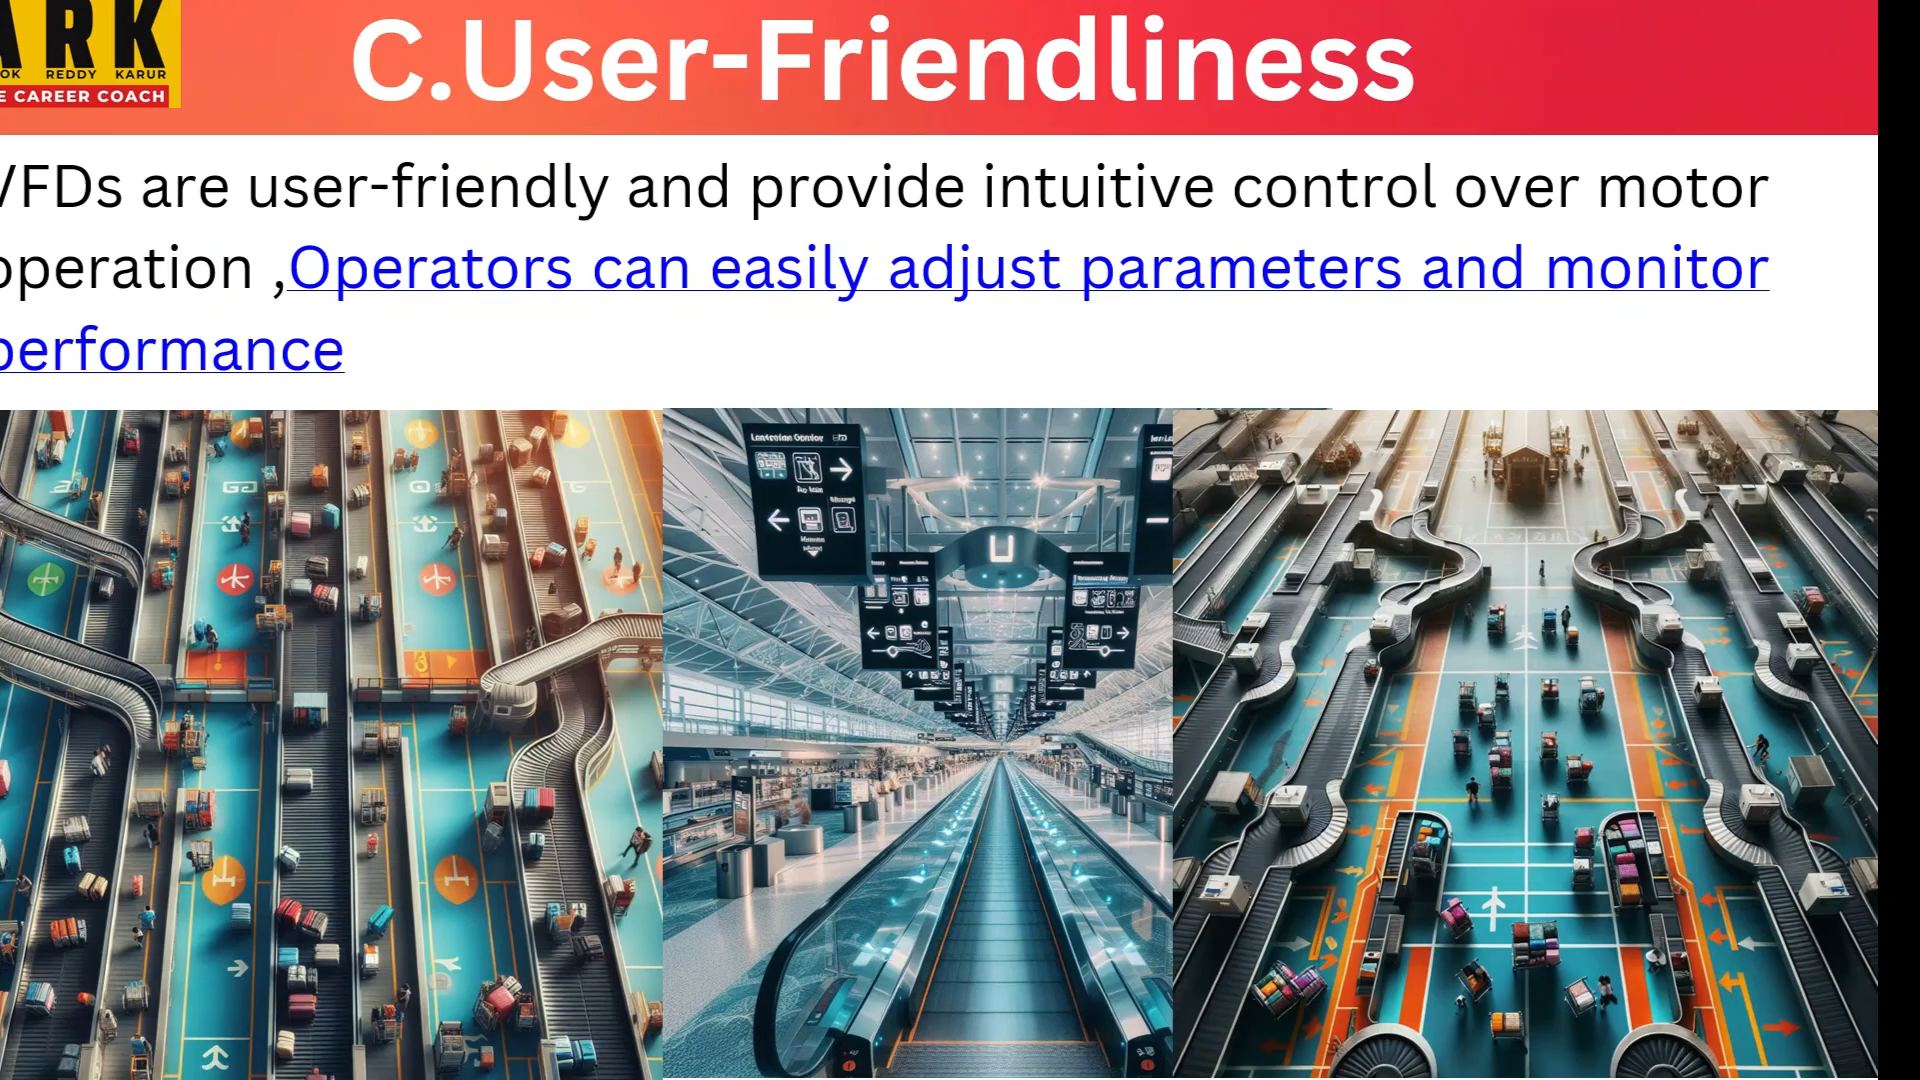 ARK
OK REDDY KARUR
E CAREER COACH
C.User-Friendliness
VFDs are user-friendly and provide intuitive control over motor
operation ,Operators can easily adjust parameters and monitor
performance